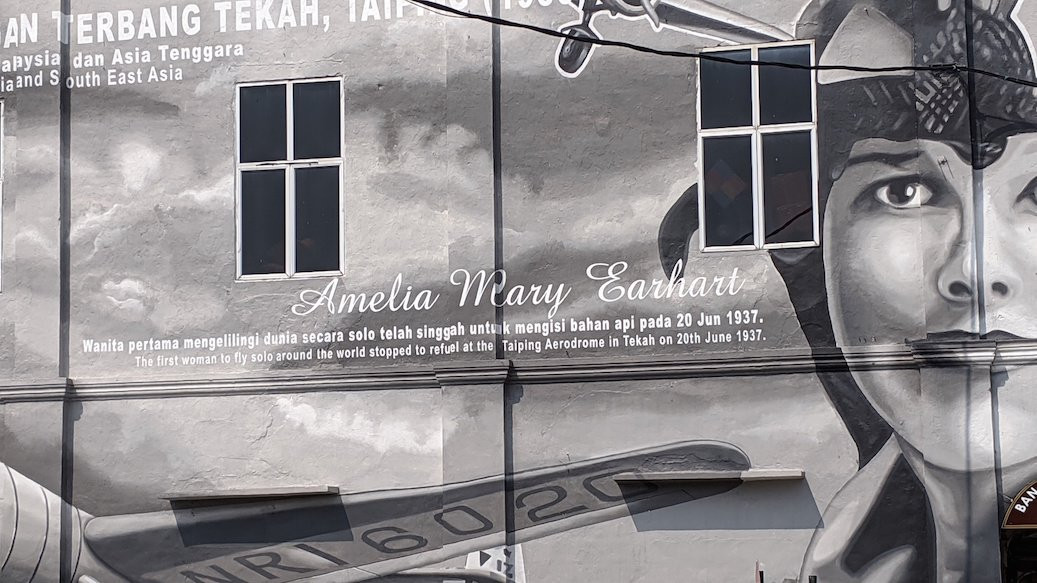 TERBANG TEKAH,
dan Asia Tenggara
and South East Asia
Amelia Mary Earhart
Wanita pertama mengelilingi dunia secara solo telah singgah untuk mengisi bahan api pada 20 Jun 1937.
The first woman to fly solo around the world stopped to refuel at the Taiping Aerodrome in Tekah on 20th June 1937.
NR16020
BAN